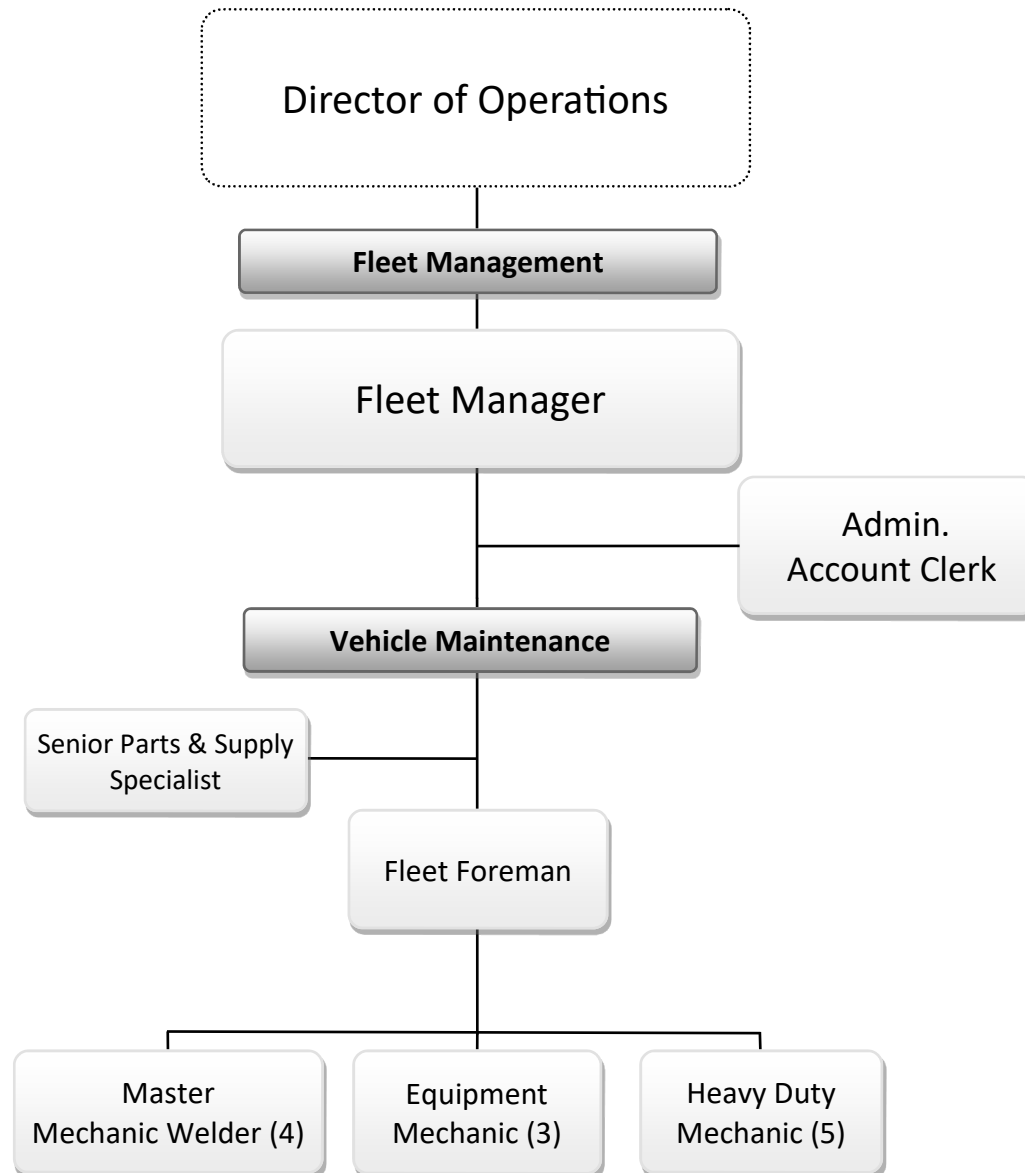 Director of Operations
Fleet Management
Fleet Manager
Admin.
Account Clerk
Vehicle Maintenance
Senior Parts & Supply
Specialist
Fleet Foreman
Master
Mechanic Welder (4)
Equipment
Mechanic (3)
Heavy Duty
Mechanic (5)